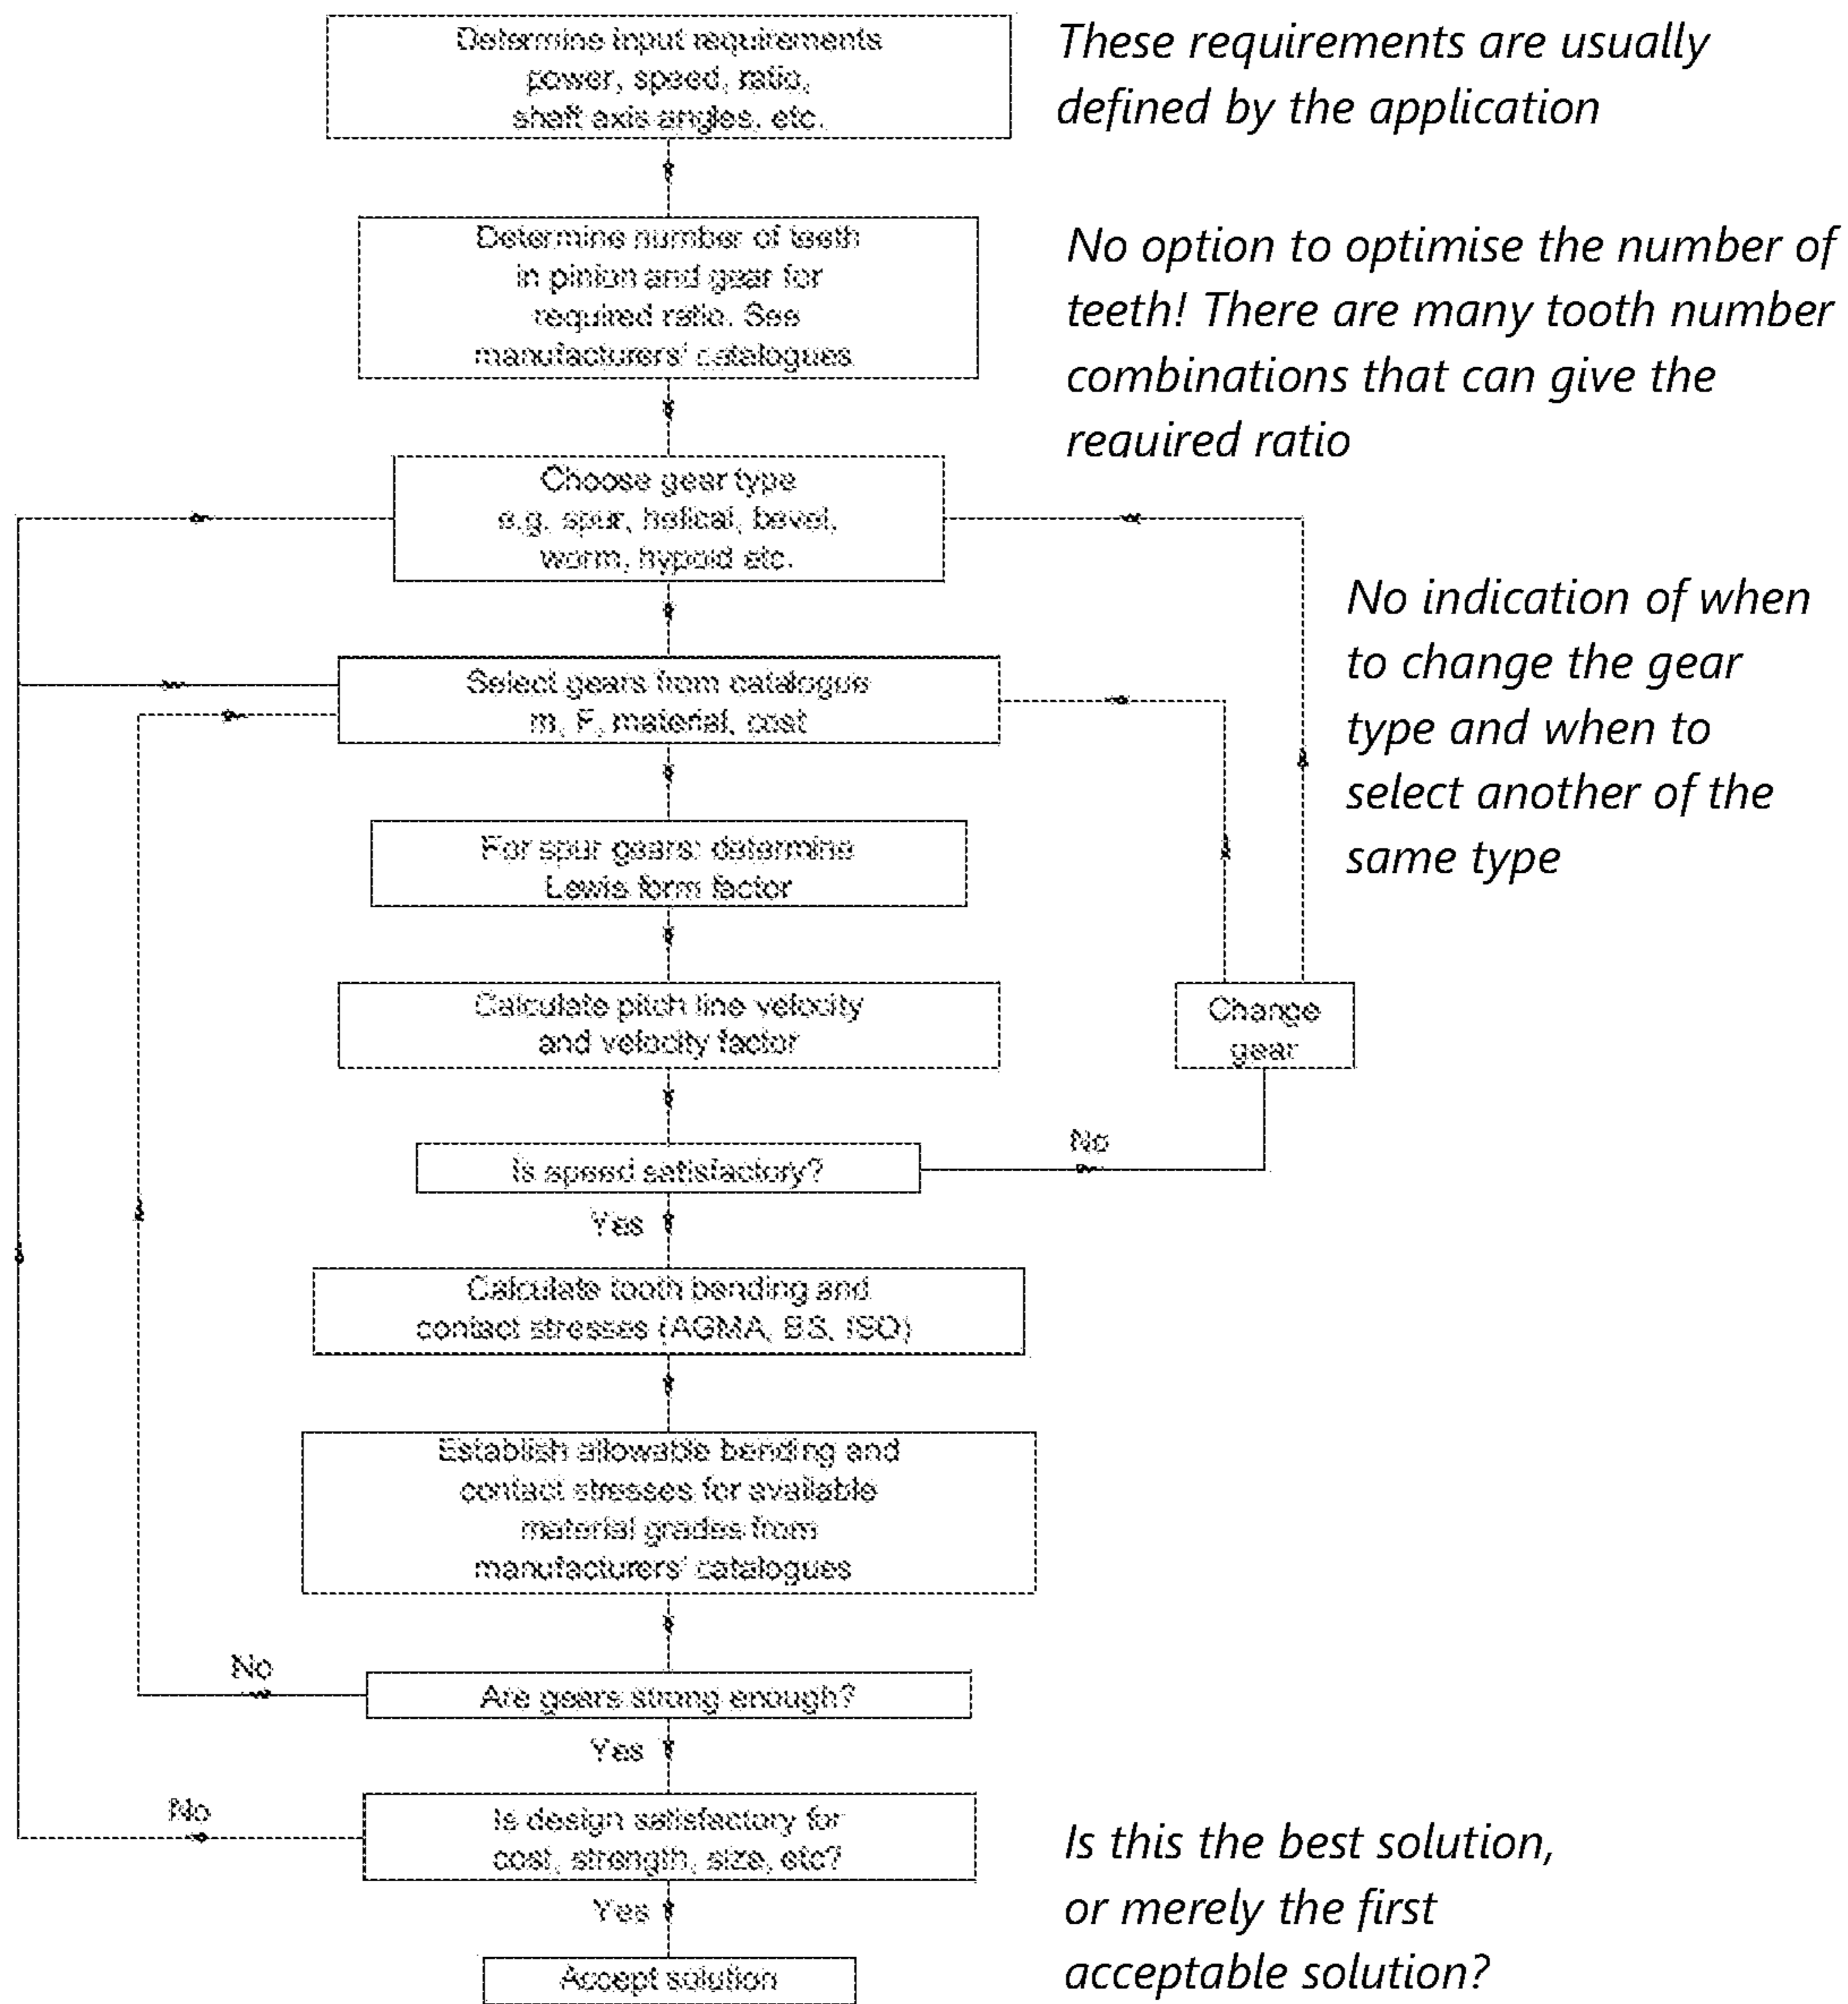 Determine input requirements
power, speed, ratio,
shaft axis angles, etc.
These requirements are usually
defined by the application
Determine number of teeth
in pinion and gear for
required ratio. See
manufacturers' catalogues
No option to optimise the number of
teeth! There are many tooth number
combinations that can give the
required ratio
Choose gear type
e.g. spur, helical, bevel,
worm, hypoid etc.
No indication of when
to change the gear
type and when to
select another of the
same type
Select gears from catalogue
m, F, material, cost
For spur gears: determine
Lewis form factor
Calculate pitch line velocity
and velocity factor
Change
gear
No
Is speed satisfactory?
Yes
Calculate tooth bending and
contact stresses (AGMA, BS, ISO)
Establish allowable bending and
contact stresses for available
material grades from
manufacturers' catalogues
No
Are gears strong enough?
Yes
No
Is design satisfactory for
cost, strength, size, etc?
Yes
Accept solution
Is this the best solution,
or merely the first
acceptable solution?